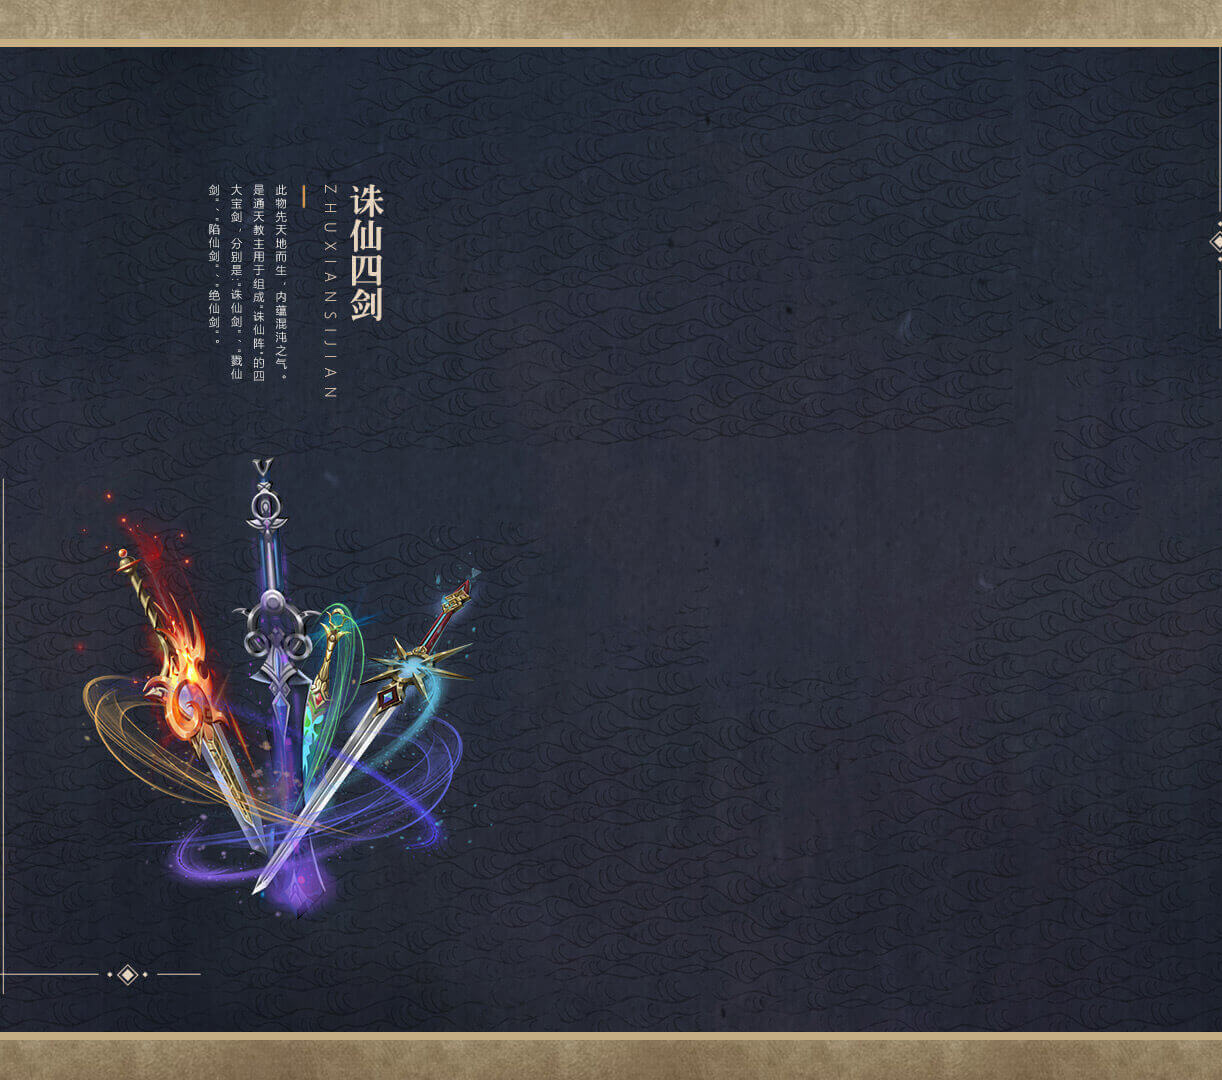 诛仙四剑
ZHUXIANSIJIAN
此物先天地而生，内蕴混沌之气。
是通天教主用于组成“诛仙阵”的四
大宝剑，分别是：“诛仙剑”、“戮仙
剑”、“陷仙剑”、“绝仙剑”。